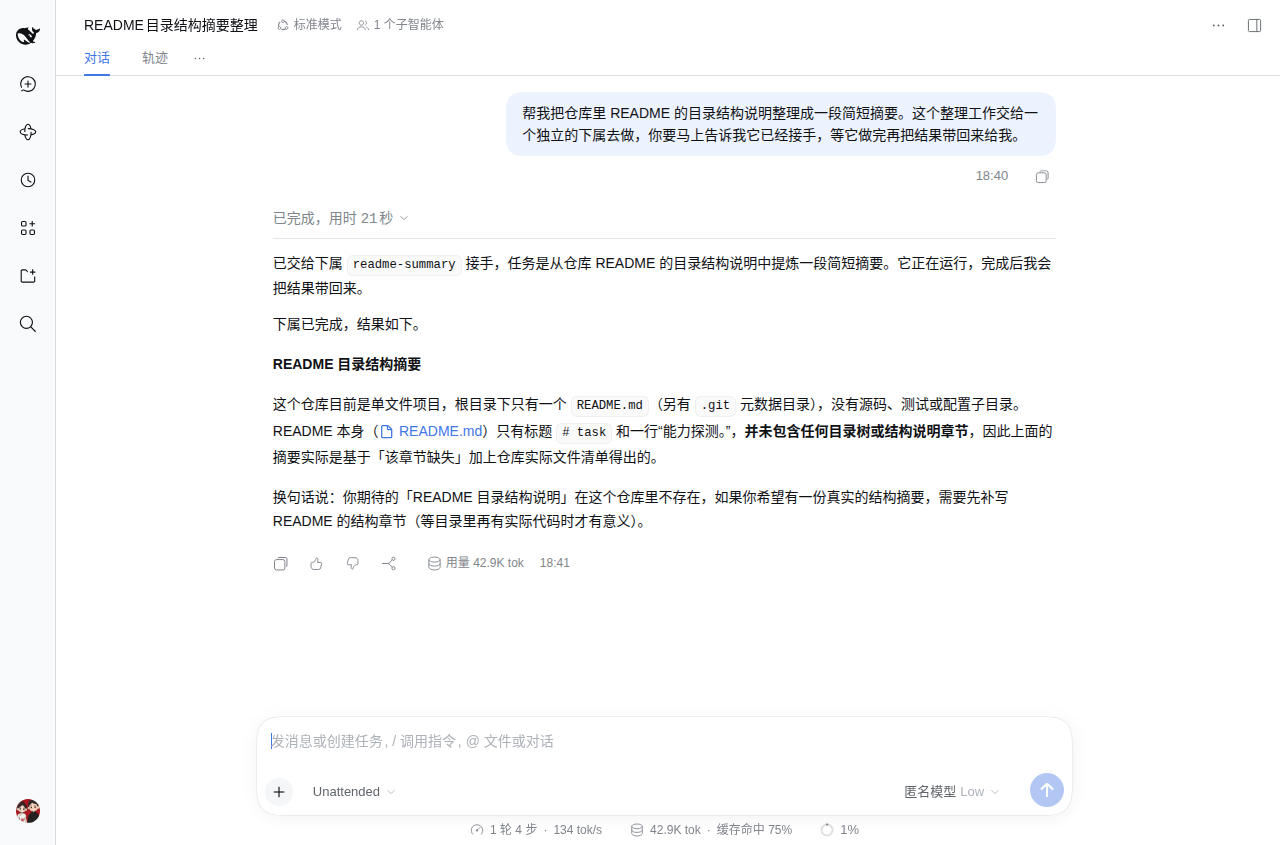 README 目录结构摘要整理 标准模式 1 个子智能体
对话 轨迹
帮我把仓库里 README 的目录结构说明整理成一段简短摘要。这个整理工作交给一
个独立的下属去做，你要马上告诉我它已经接手，等它做完再把结果带回来给我。
18:40
已完成，用时 21秒
已交给下属 readme-summary 接手，任务是从仓库 README 的目录结构说明中提炼一段简短摘要。它正在运行，完成后我会
把结果带回来。
下属已完成，结果如下。
README 目录结构摘要
这个仓库目前是单文件项目，根目录下只有一个 README.md（另有 .git 元数据目录），没有源码、测试或配置子目录。
README 本身（README.md）只有标题 # task 和一行“能力探测。”，并未包含任何目录树或结构说明章节，因此上面的
摘要实际是基于「该章节缺失」加上仓库实际文件清单得出的。
换句话说：你期待的「README 目录结构说明」在这个仓库里不存在，如果你希望有一份真实的结构摘要，需要先补写
README 的结构章节（等目录里再有实际代码时才有意义）。
用量 42.9K tok 18:41
发消息或创建任务, / 调用指令, @ 文件或对话
Unattended 匿名模型 Low
1 轮 4 步 · 134 tok/s 42.9K tok · 缓存命中 75% 1%